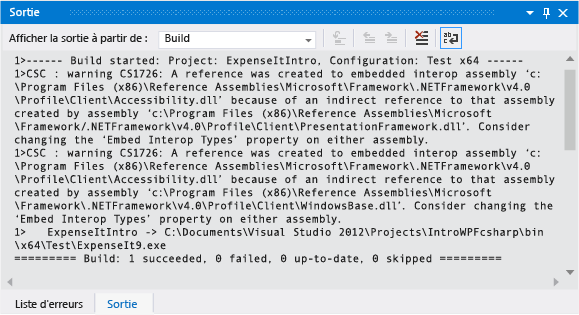 Sortie
Afficher la sortie à partir de : Build
1>------ Build started: Project: ExpenseItIntro, Configuration: Test x64 ------
1>CSC : warning CS1726: A reference was created to embedded interop assembly ‘c:
\Program Files (x86)\Reference Assemblies\Microsoft\Framework\.NETFramework\v4.0
\Profile\Client\Accessibility.dll’ because of an indirect reference to that assembly
created by assembly ‘c:\Program Files (x86)\Reference Assemblies\Microsoft
\Framework/.NETFramework\v4.0\Profile\Client\PresentationFramework.dll’. Consider
changing the ‘Embed Interop Types’ property on either assembly.
1>CSC : warning CS1726: A reference was created to embedded interop assembly ‘c:
\Program Files (x86)\Reference Assemblies\Microsoft\Framework\.NETFramework\v4.0
\Profile\Client\Accessibility.dll’ because of an indirect reference to that assembly
created by assembly ‘c:\Program Files (x86)\Reference Assemblies\Microsoft
\Framework\.NETFramework\v4.0\Profile\Client\WindowsBase.dll’. Consider changing the
‘Embed Interop Types’ property on either assembly.
1>   ExpenseItIntro -> C:\Documents\Visual Studio 2012\Projects\IntroWPFcsharp\bin
\x64\Test\ExpenseIt9.exe
========= Build: 1 succeeded, 0 failed, 0 up-to-date, 0 skipped =========
Liste d'erreurs Sortie